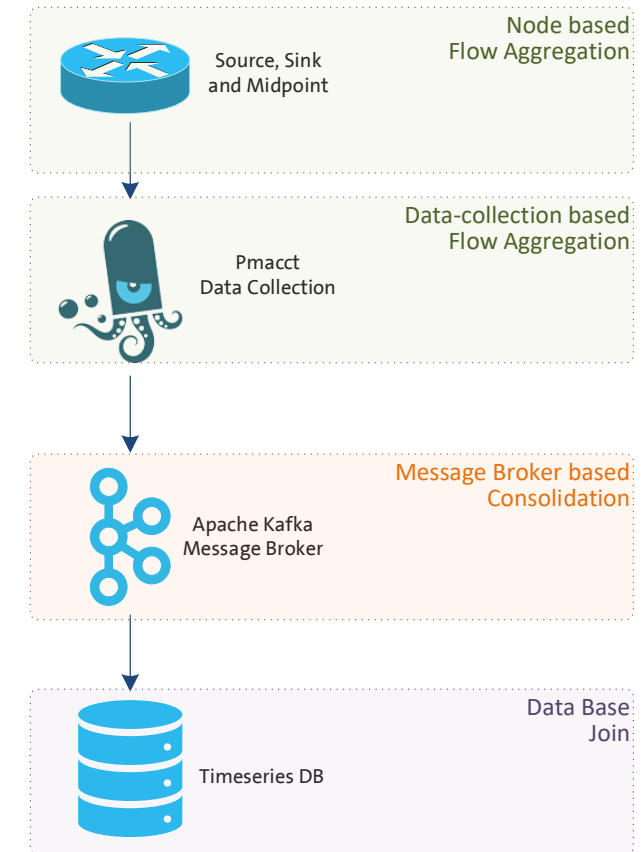 Node based
Flow Aggregation
Source, Sink
and Midpoint
Data-collection based
Flow Aggregation
Pmacct
Data Collection
Message Broker based
Consolidation
Apache Kafka
Message Broker
Data Base
Join
Timeseries DB